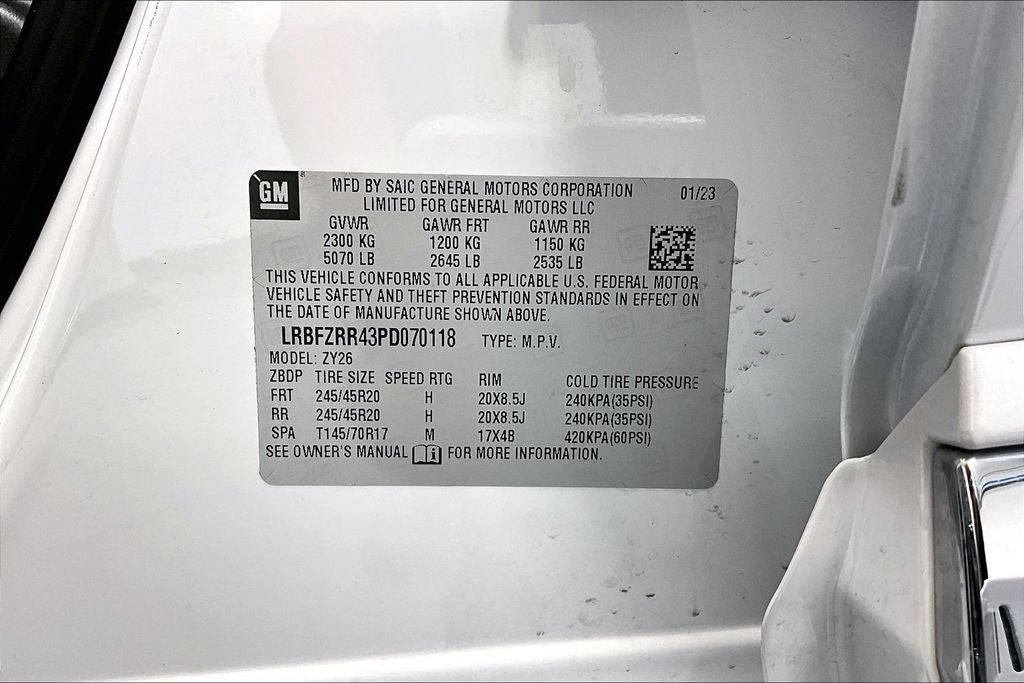 GM
MFD BY SAIC GENERAL MOTORS CORPORATION 01/23
LIMITED FOR GENERAL MOTORS LLC
GVWR GAWR FRT GAWR RR
2300 KG 1200 KG 1150 KG
5070 LB 2645 LB 2535 LB
THIS VEHICLE CONFORMS TO ALL APPLICABLE U.S. FEDERAL MOTOR
VEHICLE SAFETY AND THEFT PREVENTION STANDARDS IN EFFECT ON
THE DATE OF MANUFACTURE SHOWN ABOVE.
LRBFZRR43PD070118 TYPE: M.P.V.
MODEL: ZY26
ZBDP TIRE SIZE SPEED RTG RIM COLD TIRE PRESSURE
FRT 245/45R20 H 20X8.5J 240KPA(35PSI)
RR 245/45R20 H 20X8.5J 240KPA(35PSI)
SPA T145/70R17 M 17X4B 420KPA(60PSI)
SEE OWNER'S MANUAL FOR MORE INFORMATION.